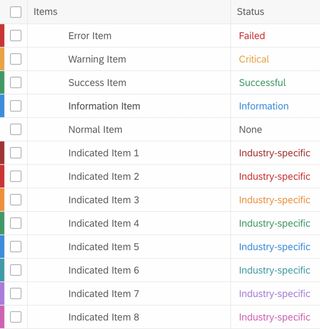 Items Status
Error Item Failed
Warning Item Critical
Success Item Successful
Information Item Information
Normal Item None
Indicated Item 1 Industry-specific
Indicated Item 2 Industry-specific
Indicated Item 3 Industry-specific
Indicated Item 4 Industry-specific
Indicated Item 5 Industry-specific
Indicated Item 6 Industry-specific
Indicated Item 7 Industry-specific
Indicated Item 8 Industry-specific